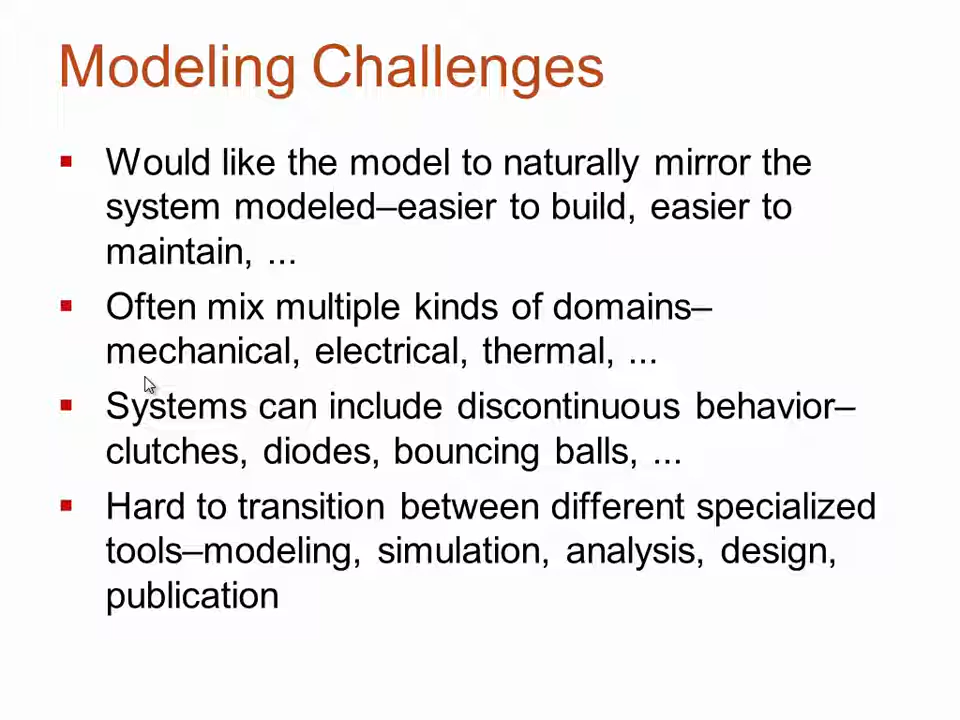 Modeling Challenges
Would like the model to naturally mirror the
system modeled–easier to build, easier to
maintain, ...
Often mix multiple kinds of domains–
mechanical, electrical, thermal, ...
Systems can include discontinuous behavior–
clutches, diodes, bouncing balls, ...
Hard to transition between different specialized
tools–modeling, simulation, analysis, design,
publication